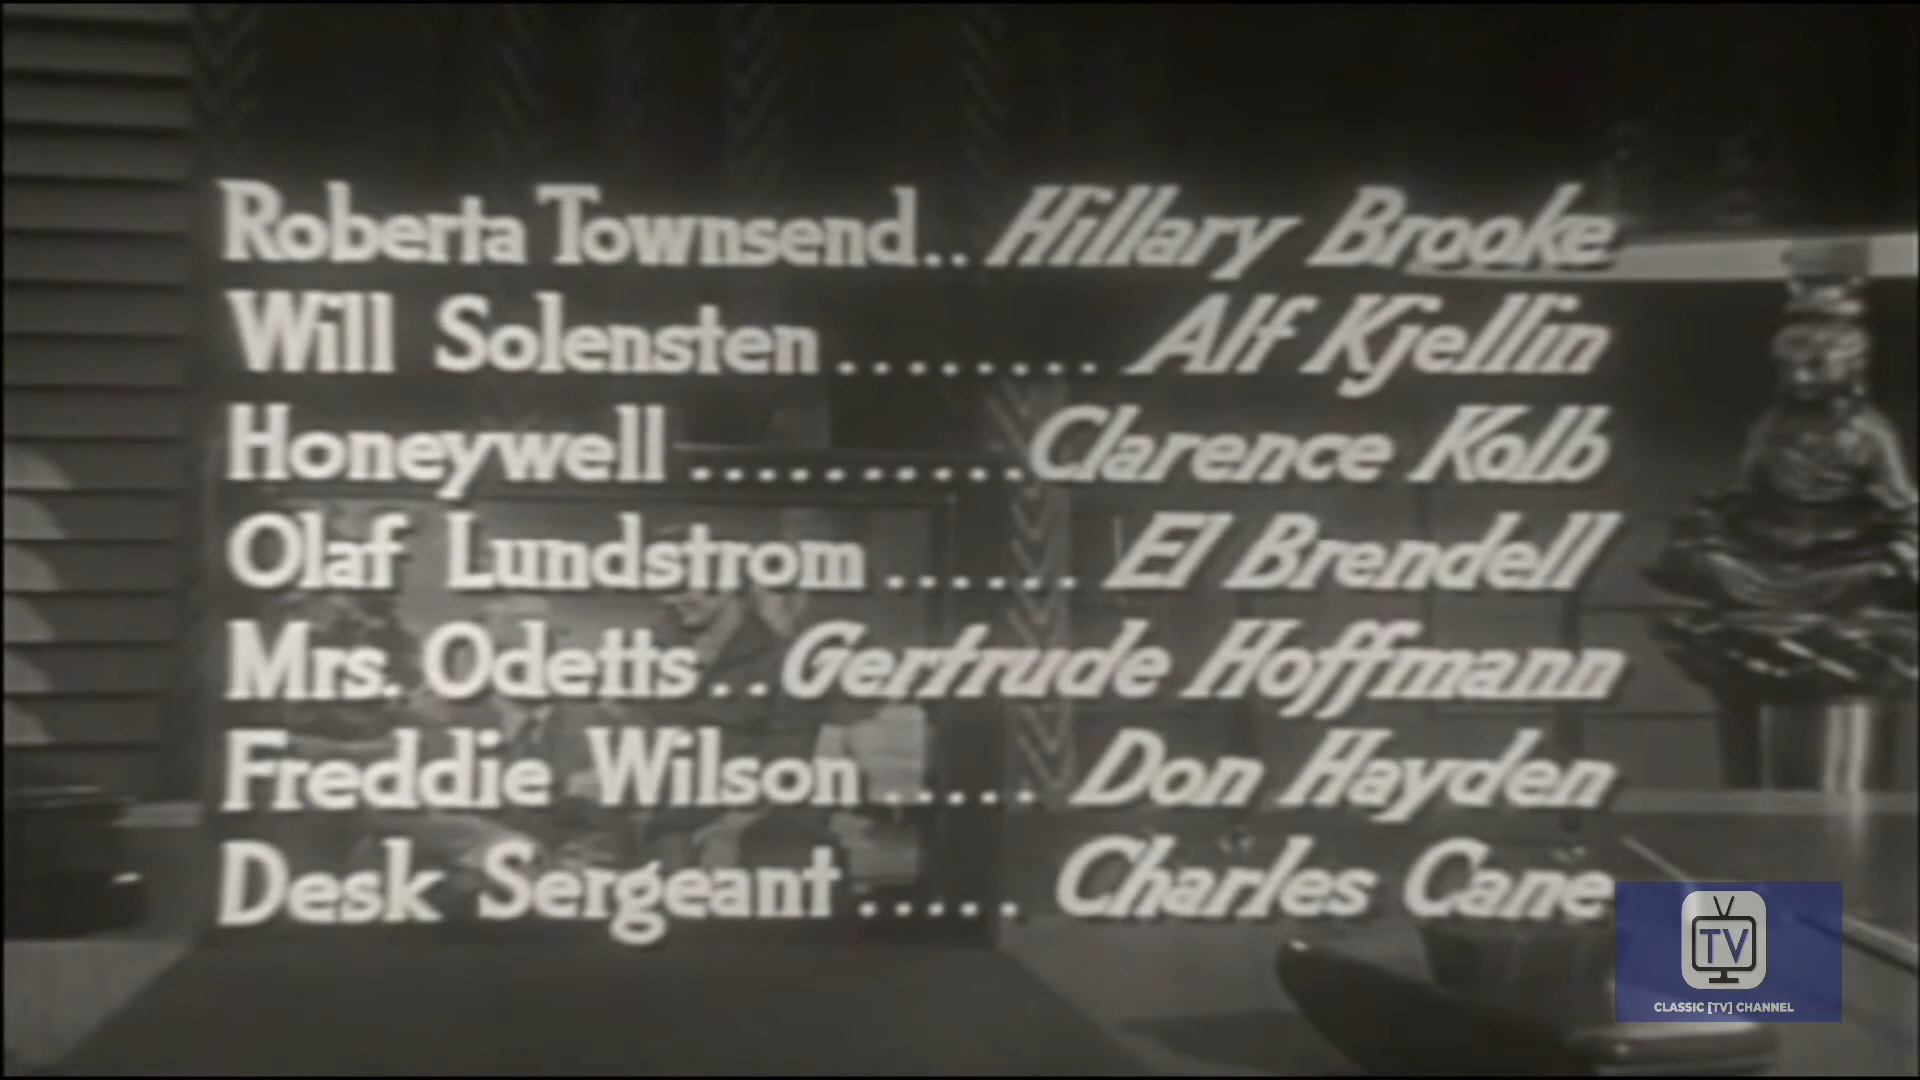 Roberta Townsend.. Hillary Brooke
Will Solensten ........ Alf Kjellin
Honeywell .......... Clarence Kolb
Olaf Lundstrom ...... El Brendell
Mrs. Odetts.. Gertrude Hoffmann
Freddie Wilson ..... Don Hayden
Desk Sergeant ..... Charles Cane
TV
CLASSIC [TV] CHANNEL